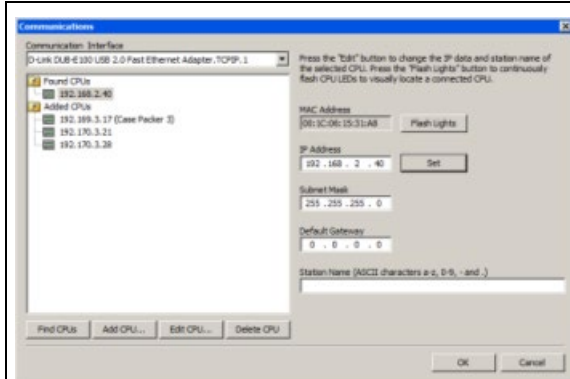 Communications
Communication Interface
D-Link DUB-E100 USB 2.0 Fast Ethernet Adapter.TCPIP.1
Found CPUs
192.168.2.40
Added CPUs
192.169.3.17 (Case Packer 3)
192.170.3.21
192.170.3.28
Find CPUs
Add CPU...
Edit CPU...
Delete CPU
Press the "Edit" button to change the IP data and station name of
the selected CPU. Press the "Flash Lights" button to continuously
flash CPU LEDs to visually locate a connected CPU.
MAC Address
00:1C:06:15:31:A8
Flash Lights
IP Address
192 . 168 . 2 . 40
Set
Subnet Mask
255 . 255 . 255 . 0
Default Gateway
0 . 0 . 0 . 0
Station Name (ASCII characters a-z, 0-9, - and .)
OK
Cancel